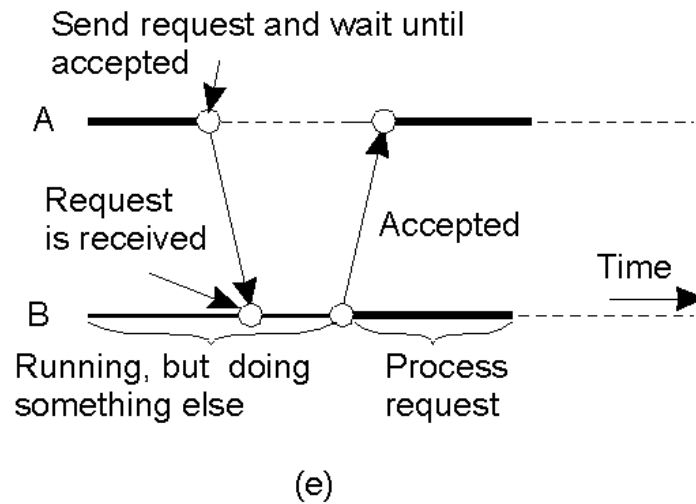 Send request and wait until
accepted
A
Request
is received
Accepted
Time
B
Running, but doing
something else
Process
request
(e)